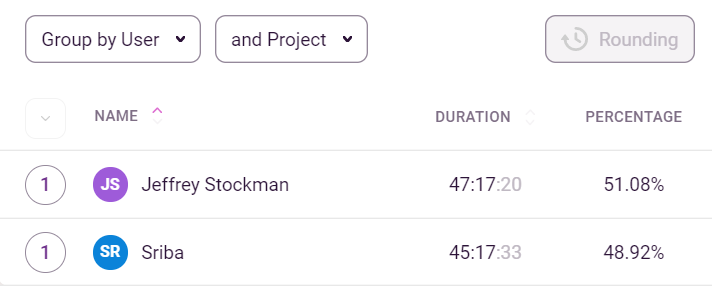 Group by User and Project Rounding
NAME DURATION PERCENTAGE
1 JS Jeffrey Stockman 47:17:20 51.08%
1 SR Sriba 45:17:33 48.92%